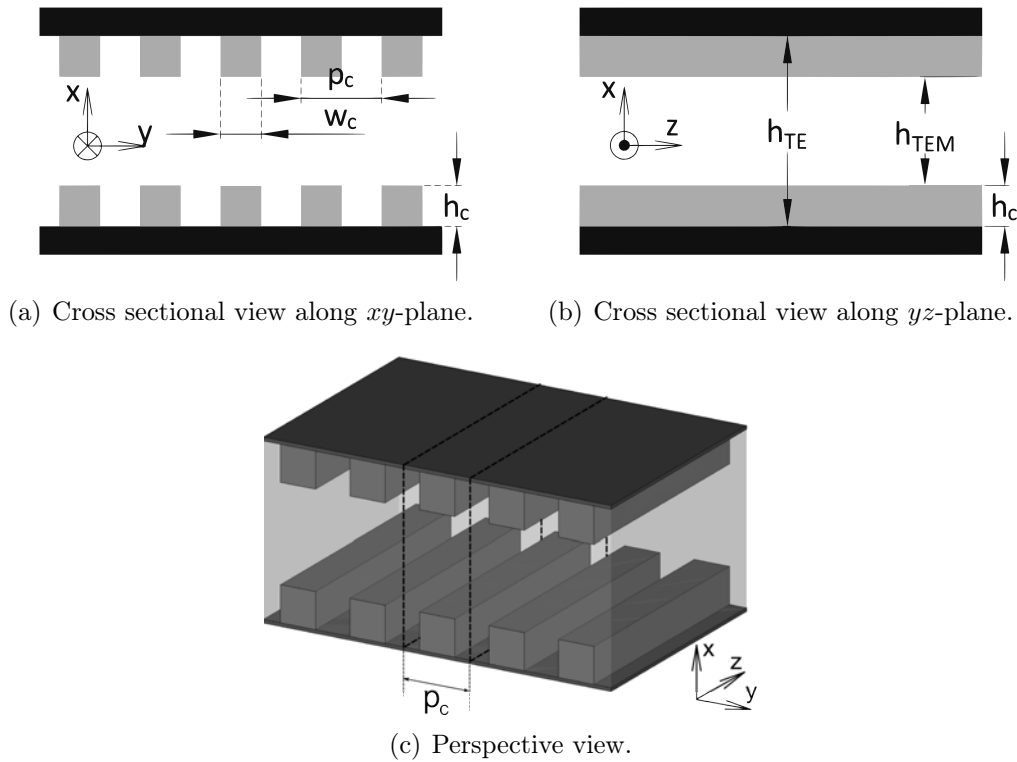 p_c
x
y
w_c
h_c
x
z
h_TE
h_TEM
h_c
(a) Cross sectional view along xy-plane.
(b) Cross sectional view along yz-plane.
x
z
y
p_c
(c) Perspective view.